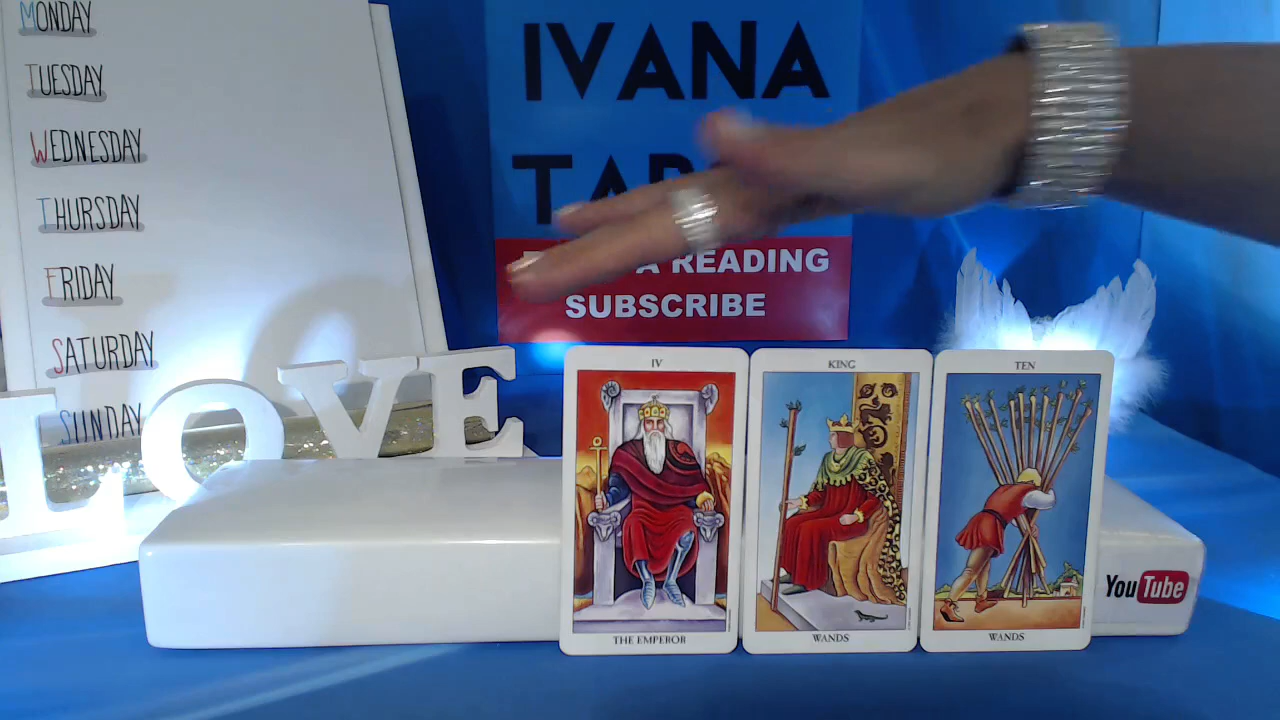 MONDAY
TUESDAY
WEDNESDAY
THURSDAY
FRIDAY
SATURDAY
SUNDAY
LOVE
IVANA
A READING
SUBSCRIBE
IV
THE EMPEROR
KING
WANDS
TEN
WANDS
YouTube